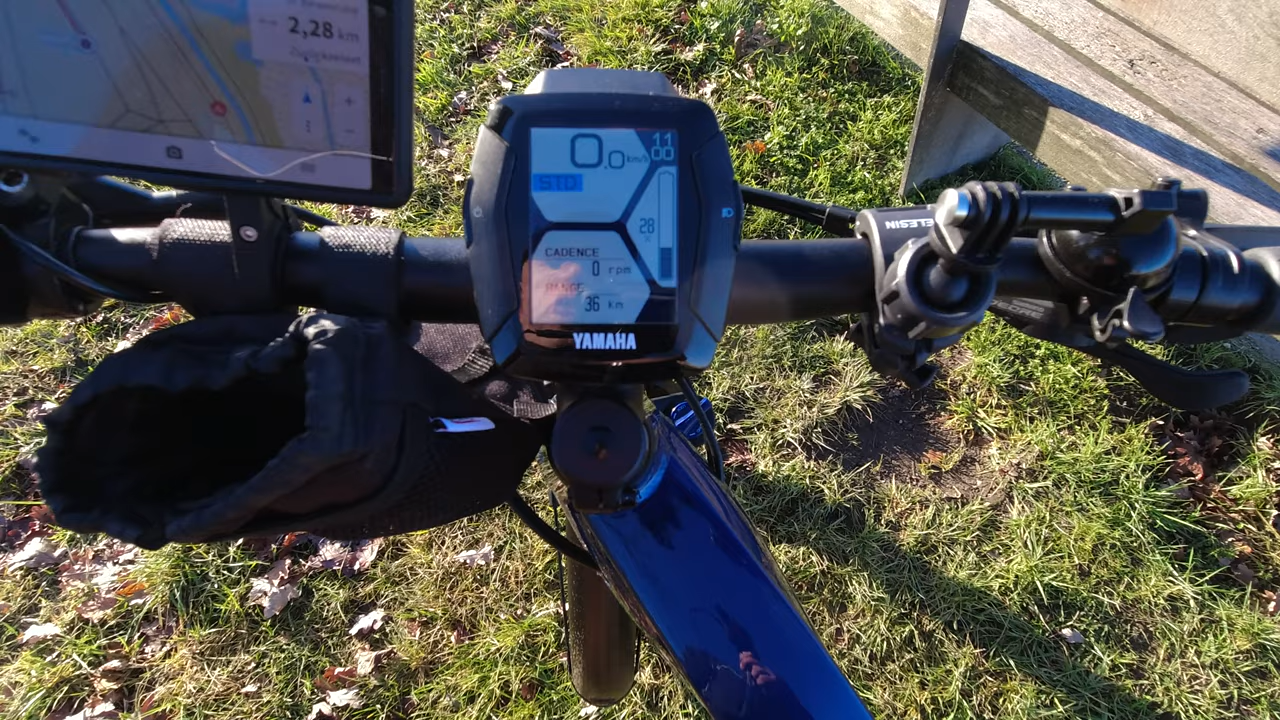 2,28 km
0.0 km/h
11
00
STD
28
%
CADENCE
0 rpm
RANGE
36 km
YAMAHA
ELESIN